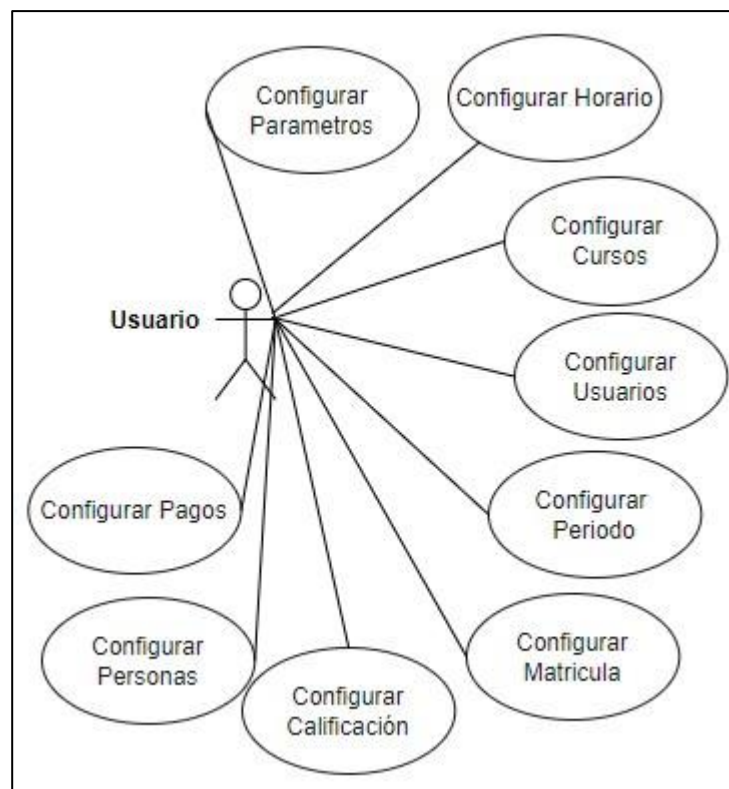 Configurar
Parametros
Configurar Horario
Configurar
Cursos
Usuario
Configurar
Usuarios
Configurar Pagos
Configurar
Periodo
Configurar
Personas
Configurar
Calificación
Configurar
Matricula